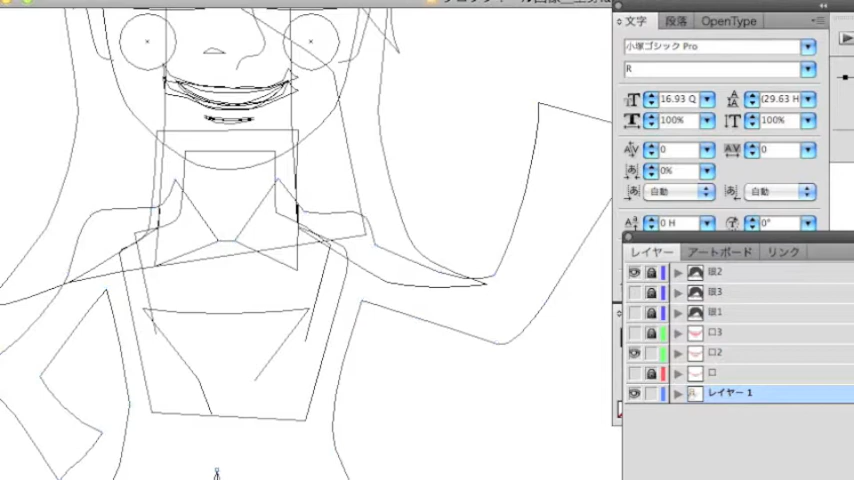 文字 段落 OpenType
小塚ゴシック Pro
R
16.93 Q (29.63 H
100% 100%
0 0
0%
自動 自動
0 H 0°
レイヤー アートボード リンク
眼2
眼3
眼1
口3
口2
口
レイヤー 1